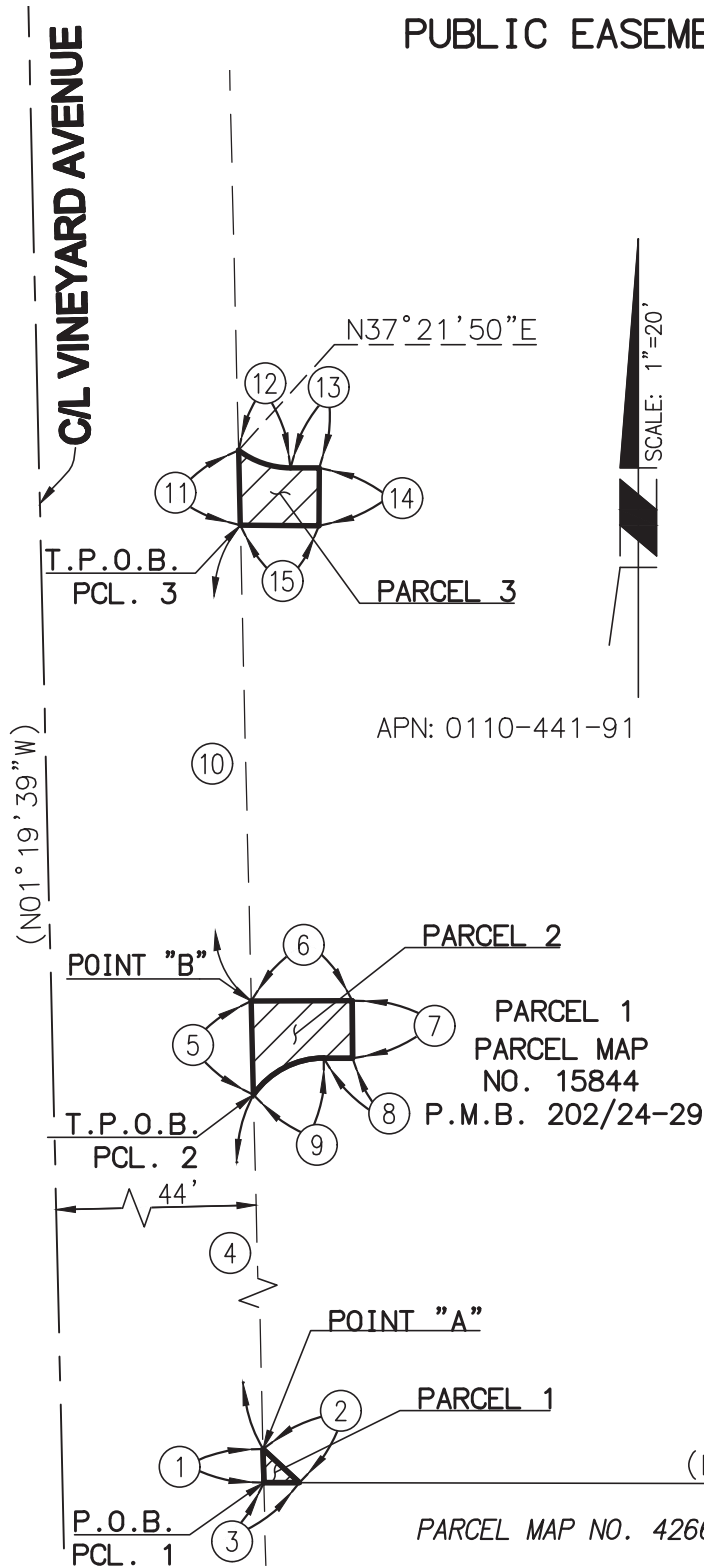 PUBLIC EASEME
C/L VINEYARD AVENUE
N37°21'50"E
SCALE: 1"=20'
12
13
11
14
T.P.O.B.
PCL. 3
15
PARCEL 3
APN: 0110-441-91
(N01°19'39"W)
10
PARCEL 2
POINT "B"
6
PARCEL 1
PARCEL MAP
NO. 15844
P.M.B. 202/24-29
5
7
T.P.O.B.
PCL. 2
8
9
44'
4
POINT "A"
PARCEL 1
2
1
(
P.O.B.
PCL. 1
3
PARCEL MAP NO. 426